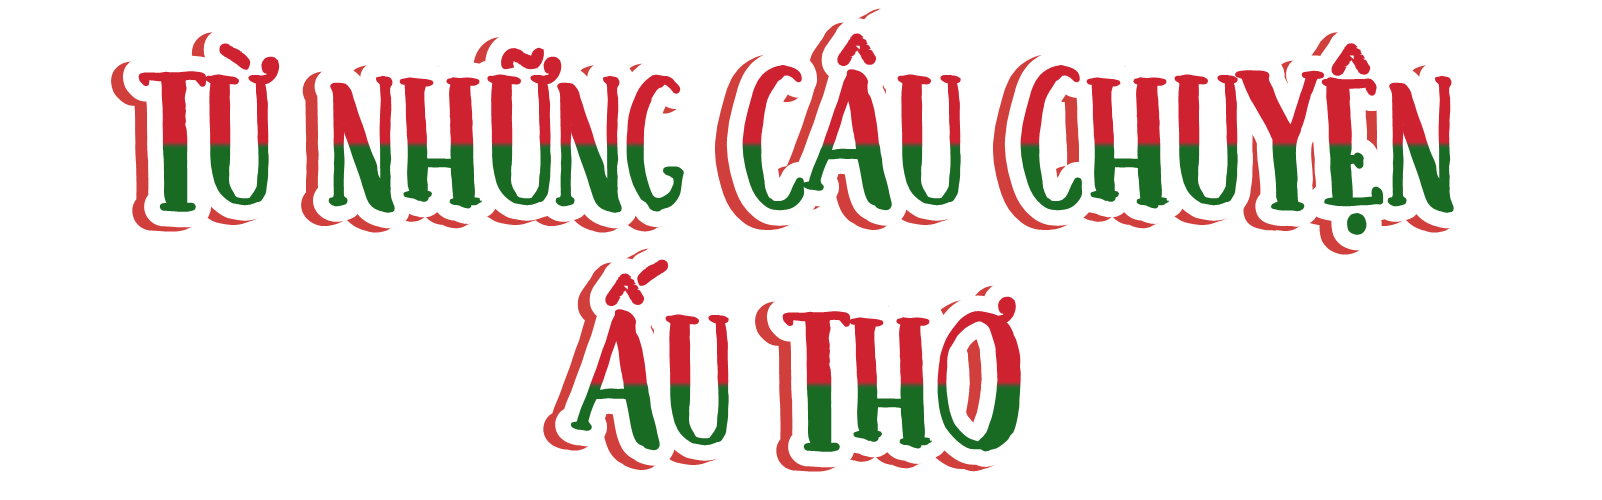 TỪ NHỮNG CÂU CHUYỆN
ẤU THƠ